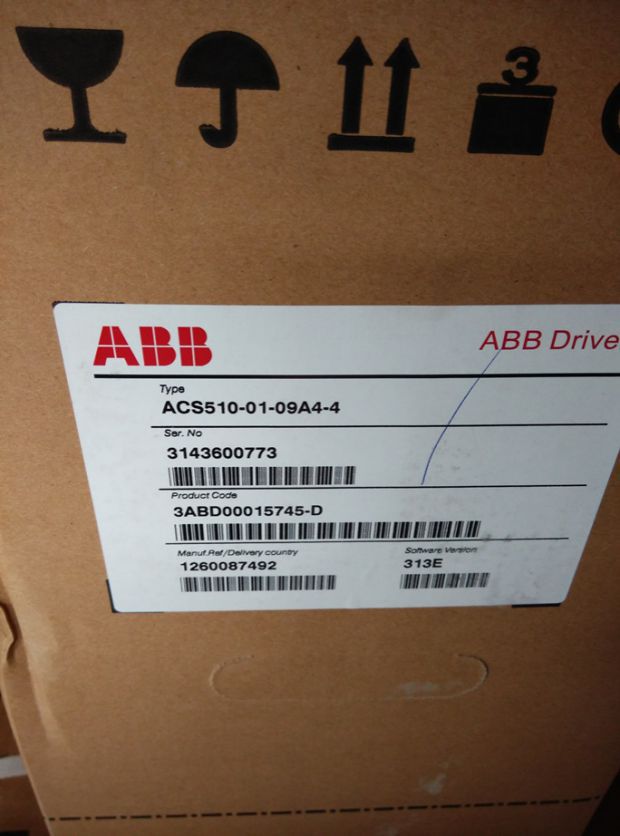 3
ABB
ABB Drive
Type
ACS510-01-09A4-4
Ser. No
3143600773
Product Code
3ABD00015745-D
Manuf.Ref/Delivery country
Software Version
1260087492
313E